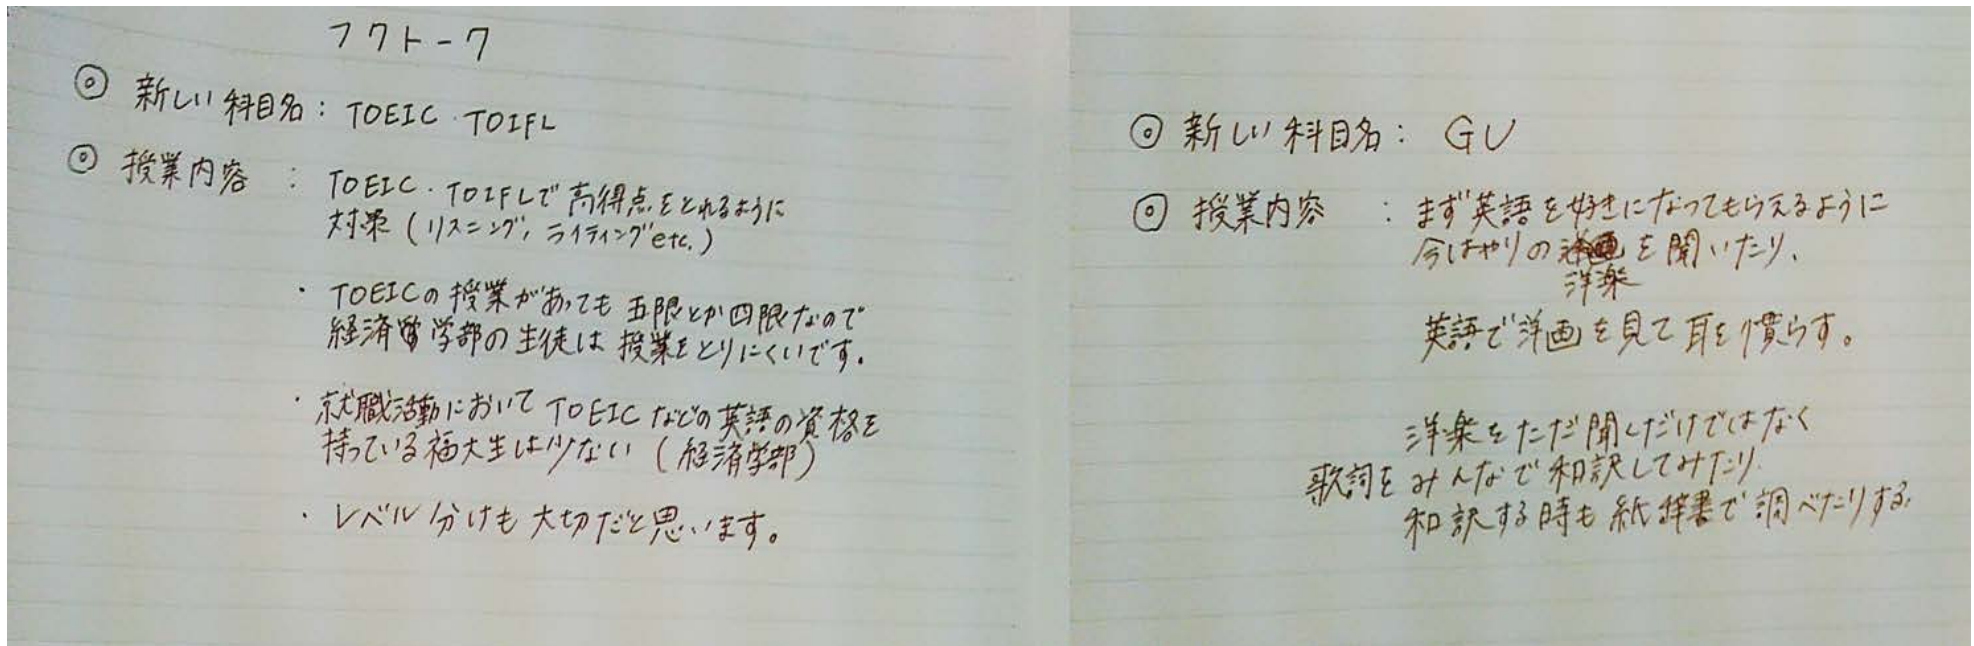 フクトーク
◎ 新しい科目名：TOEIC・TOIFL
◎ 授業内容 ： TOEIC・TOIFLで高得点をとれるように
対策（リスニング，ライティングetc.）
・TOEICの授業があっても五限とか四限なので
経済学部の生徒は授業をとりにくいです。
・就職活動において TOEICなどの英語の資格を
持っている福大生は少ない（経済学部）
・レベル分けも大切だと思います。
◎ 新しい科目名： GU
◎ 授業内容 ：まず英語を好きになってもらえるように
今はやりの洋画を聞いたり、
洋楽
英語で洋画を見て耳を慣らす。
洋楽をただ聞くだけではなく
歌詞をみんなで和訳してみたり
和訳する時も紙辞書で調べたりする。